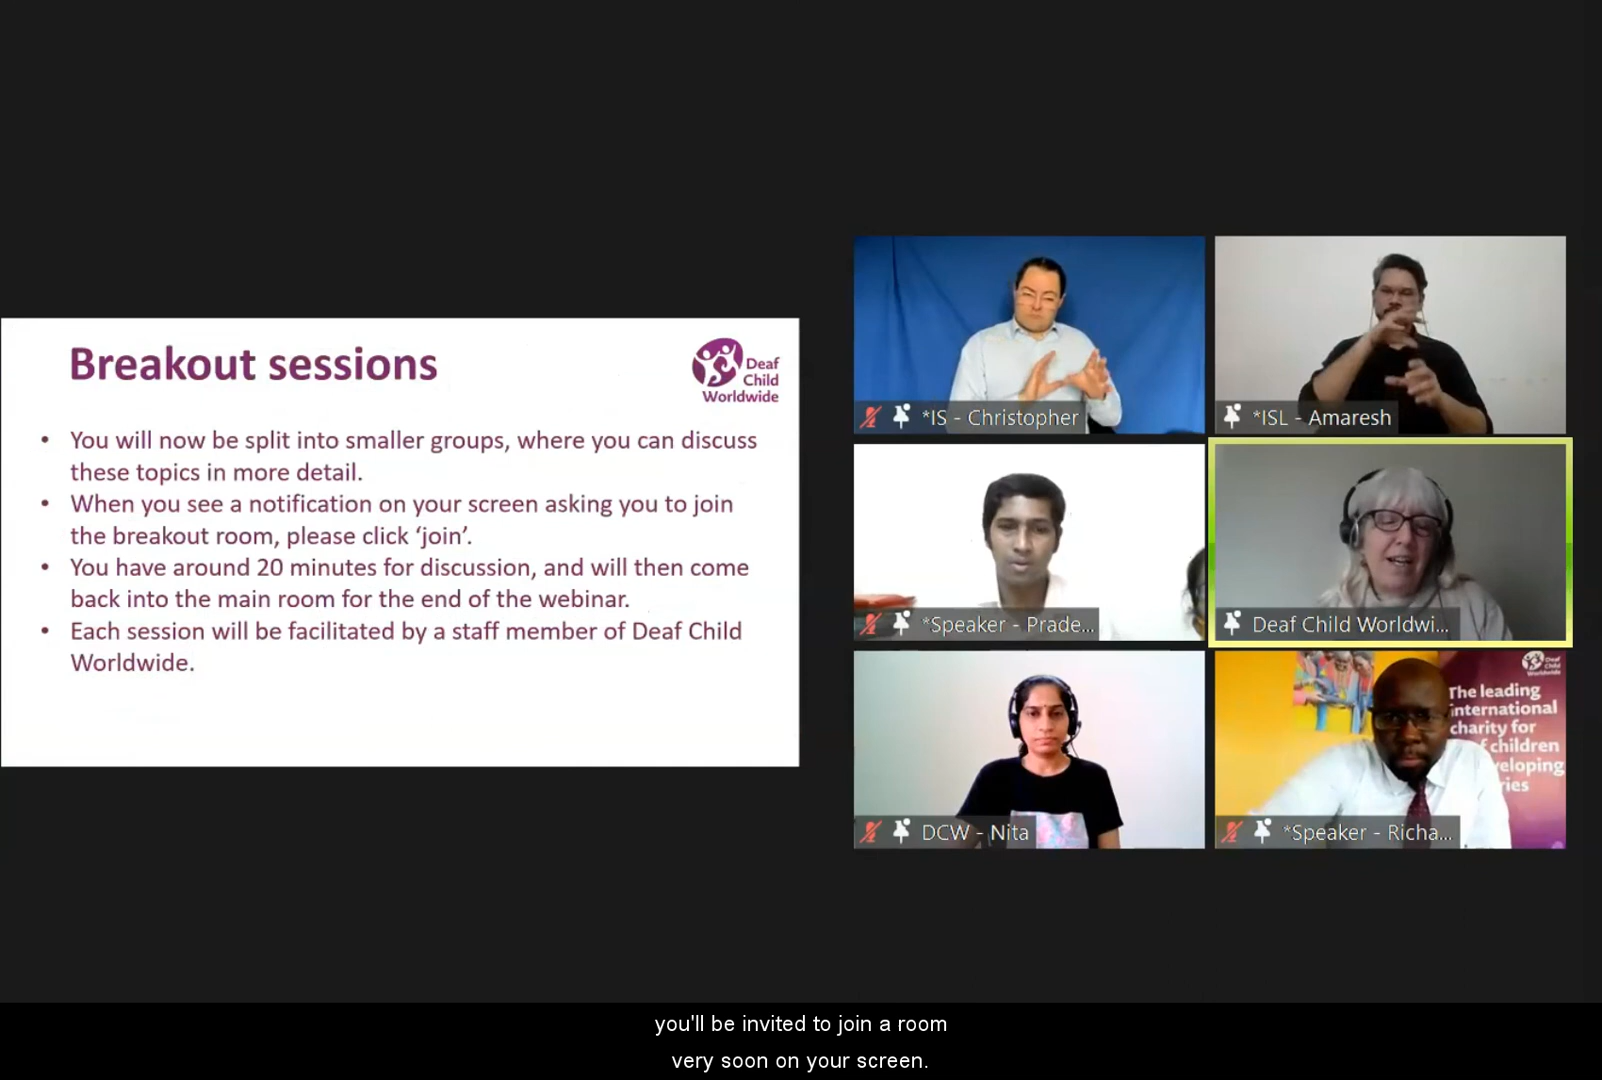 Breakout sessions
Deaf
Child
Worldwide
• You will now be split into smaller groups, where you can discuss
these topics in more detail.
• When you see a notification on your screen asking you to join
the breakout room, please click ‘join’.
• You have around 20 minutes for discussion, and will then come
back into the main room for the end of the webinar.
• Each session will be facilitated by a staff member of Deaf Child
Worldwide.
*IS - Christopher
*ISL - Amaresh
*Speaker - Prade...
Deaf Child Worldwi...
DCW - Nita
*Speaker - Richa...
Deaf
Child
Worldwide
The leading
international
charity for
children
you'll be invited to join a room
very soon on your screen.